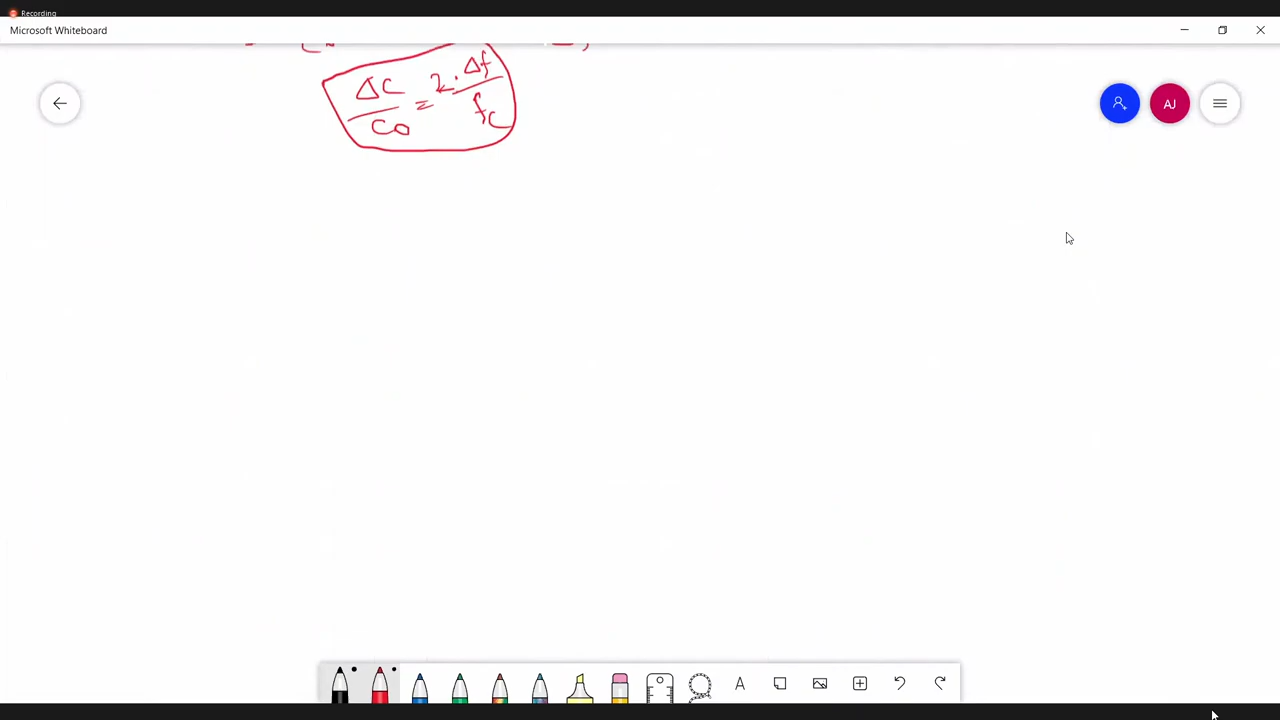 Recording
Microsoft Whiteboard
ΔC/C0 = 2·Δf/fc
AJ
A